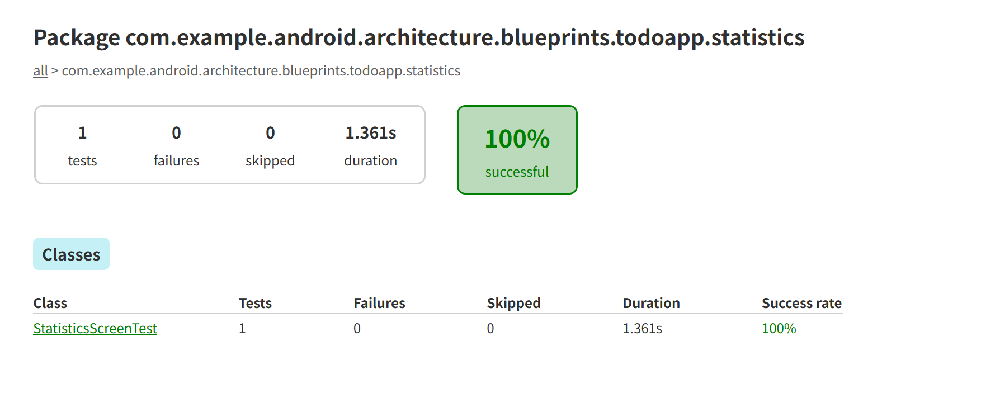 Package com.example.android.architecture.blueprints.todoapp.statistics
all > com.example.android.architecture.blueprints.todoapp.statistics
1 0 0 1.361s
tests failures skipped duration
100%
successful
Classes
Class Tests Failures Skipped Duration Success rate
StatisticsScreenTest 1 0 0 1.361s 100%